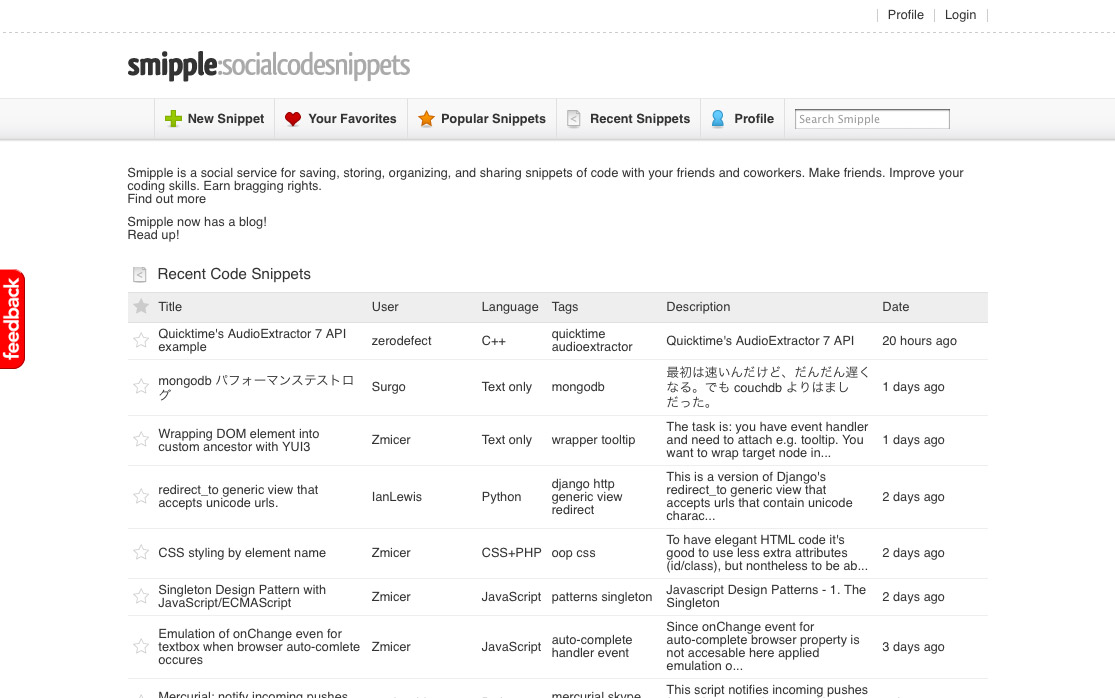 Profile
Login
smipple:socialcodesnippets
New Snippet
Your Favorites
Popular Snippets
Recent Snippets
Profile
Search Smipple
Smipple is a social service for saving, storing, organizing, and sharing snippets of code with your friends and coworkers. Make friends. Improve your
coding skills. Earn bragging rights.
Find out more
Smipple now has a blog!
Read up!
feedback
Recent Code Snippets
Title User Language Tags Description Date
Quicktime's AudioExtractor 7 API
example
zerodefect
C++
quicktime
audioextractor
Quicktime's AudioExtractor 7 API
20 hours ago
mongodb パフォーマンステストロ
グ
Surgo
Text only
mongodb
最初は速いんだけど、だんだん遅く
なる。でも couchdb よりはまし
だった。
1 days ago
Wrapping DOM element into
custom ancestor with YUI3
Zmicer
Text only
wrapper tooltip
The task is: you have event handler
and need to attach e.g. tooltip. You
want to wrap target node in...
1 days ago
redirect_to generic view that
accepts unicode urls.
IanLewis
Python
django http
generic view
redirect
This is a version of Django's
redirect_to generic view that
accepts urls that contain unicode
charac...
2 days ago
CSS styling by element name
Zmicer
CSS+PHP
oop css
To have elegant HTML code it's
good to use less extra attributes
(id/class), but nontheless to be ab...
2 days ago
Singleton Design Pattern with
JavaScript/ECMAScript
Zmicer
JavaScript
patterns singleton
Javascript Design Patterns - 1. The
Singleton
2 days ago
Emulation of onChange even for
textbox when browser auto-comlete
occures
Zmicer
JavaScript
auto-complete
handler event
Since onChange event for
auto-complete browser property is
not accesable here applied
emulation o...
3 days ago
Mercurial: notify incoming pushes
mercurial skype
This script notifies incoming pushes